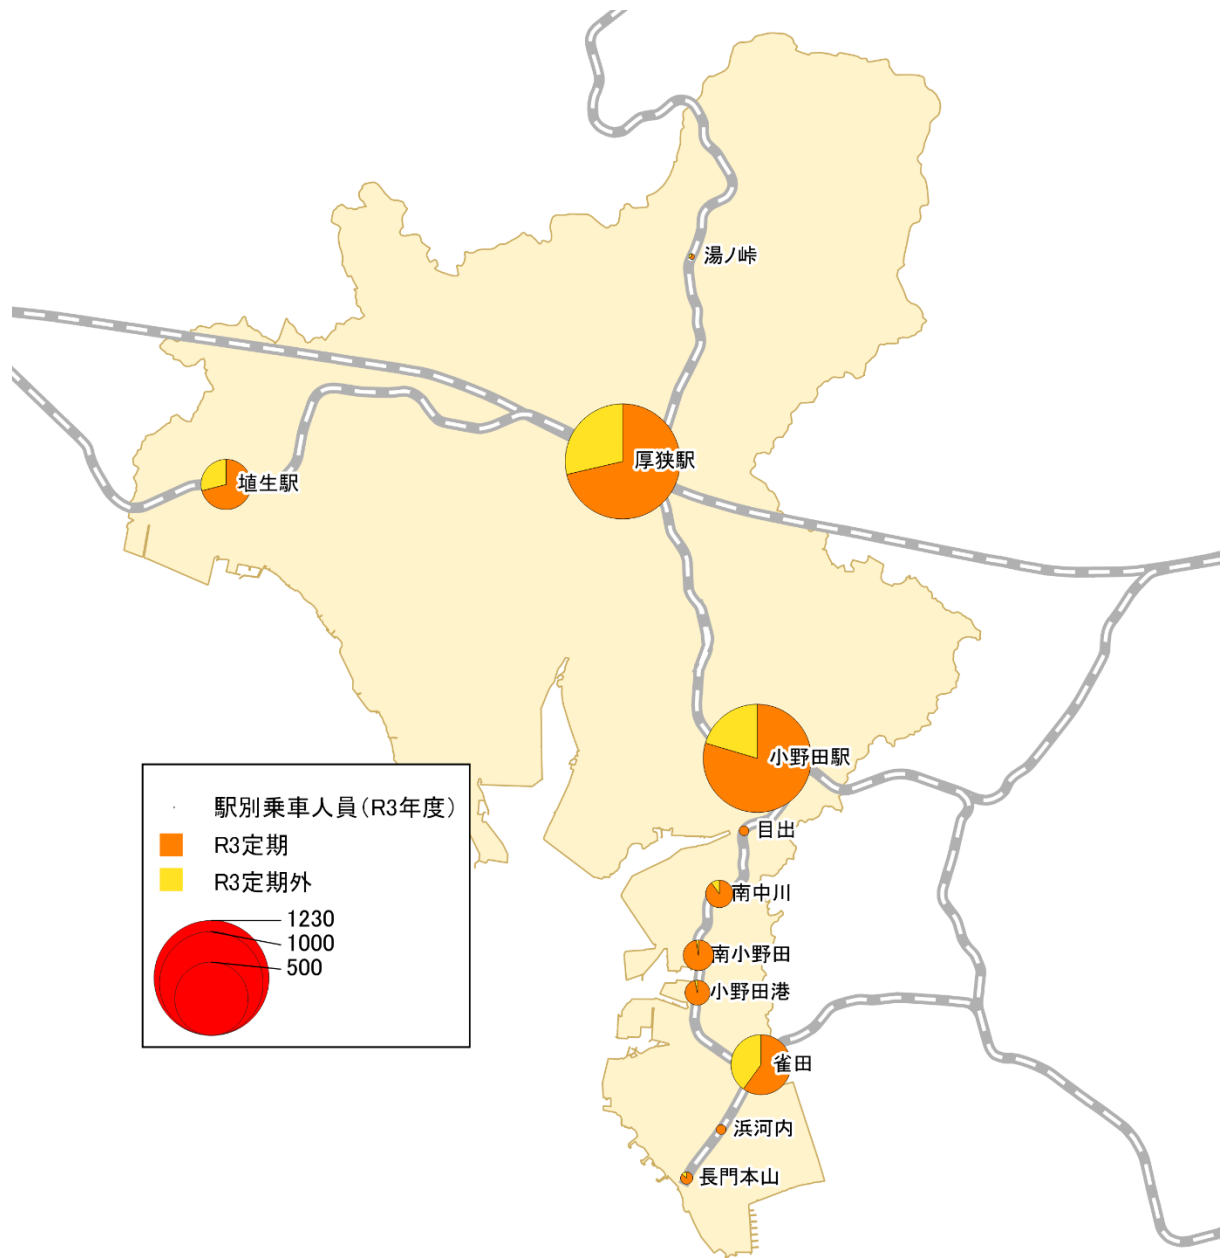 湯ノ峠
厚狭駅
埴生駅
小野田駅
目出
南中川
南小野田
小野田港
雀田
浜河内
長門本山
駅別乗車人員(R3年度)
R3定期
R3定期外
1230
1000
500